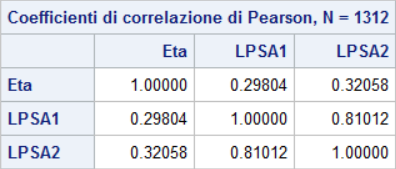 Coefficienti di correlazione di Pearson, N = 1312
Eta LPSA1 LPSA2
Eta 1.00000 0.29804 0.32058
LPSA1 0.29804 1.00000 0.81012
LPSA2 0.32058 0.81012 1.00000